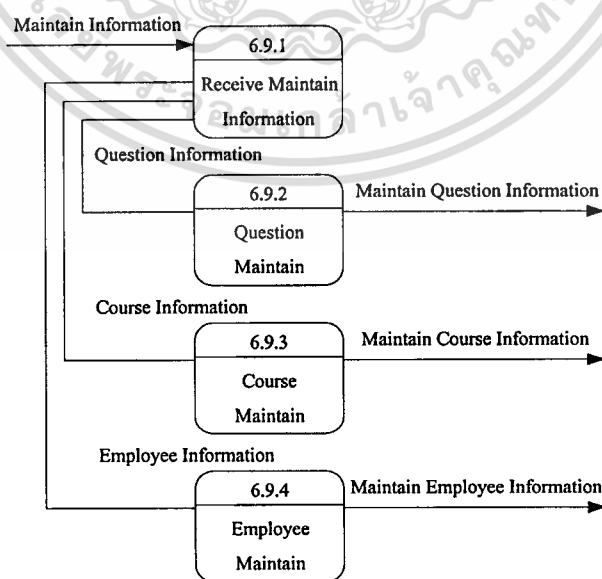 Maintain Information
6.9.1
Receive Maintain
Information
Question Information
6.9.2
Question
Maintain
Maintain Question Information
Course Information
6.9.3
Course
Maintain
Maintain Course Information
Employee Information
6.9.4
Employee
Maintain
Maintain Employee Information